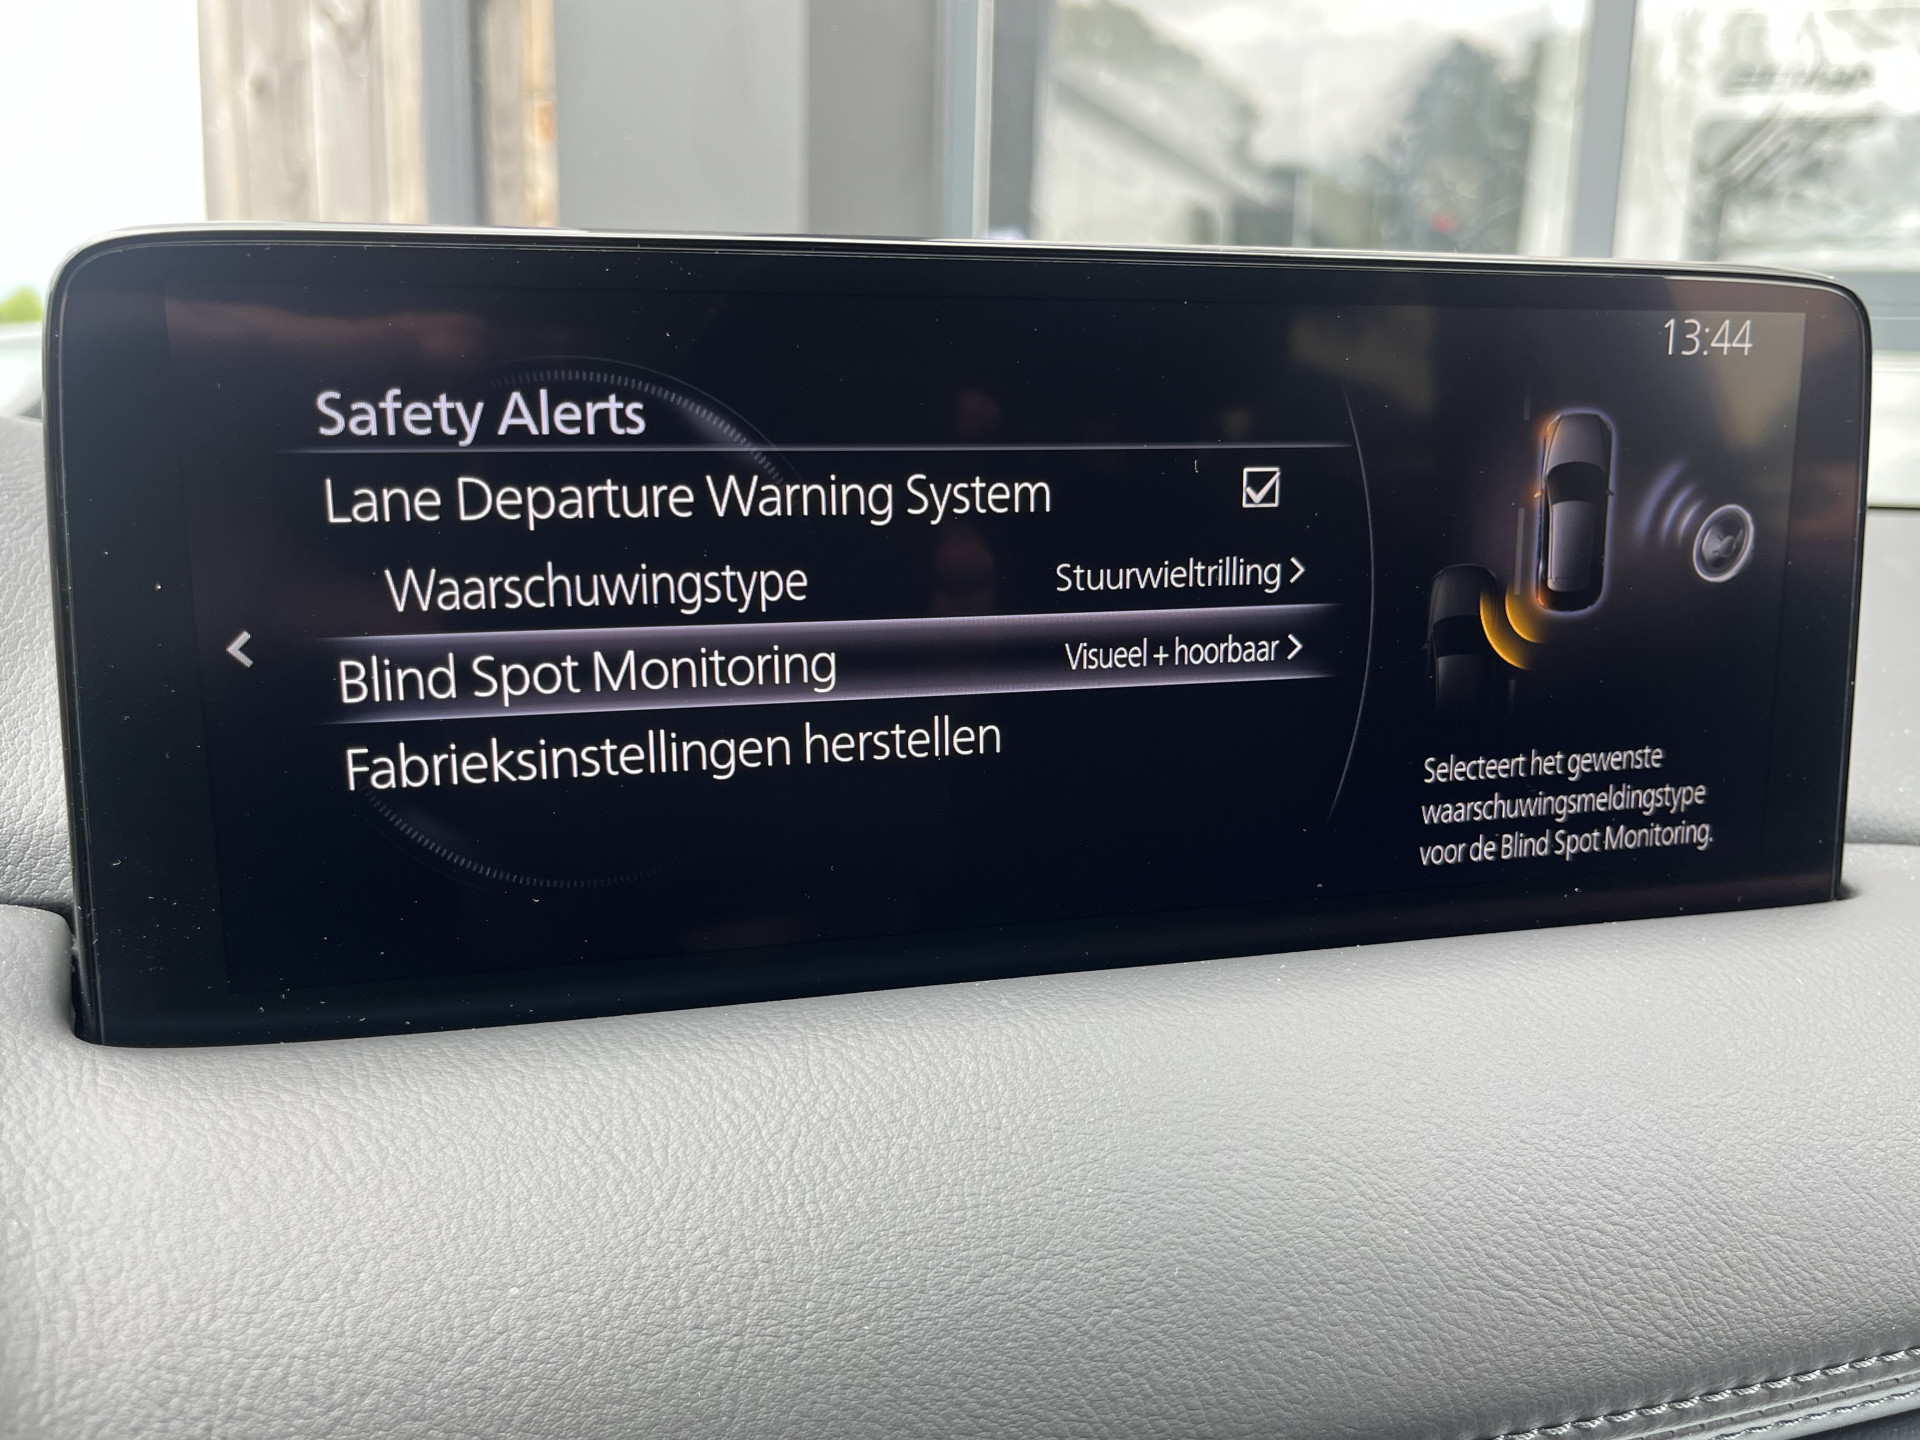 13:44
Safety Alerts
Lane Departure Warning System
Waarschuwingstype Stuurwieltrilling
Blind Spot Monitoring Visueel + hoorbaar
Fabrieksinstellingen herstellen
Selecteert het gewenste
waarschuwingsmeldingstype
voor de Blind Spot Monitoring.